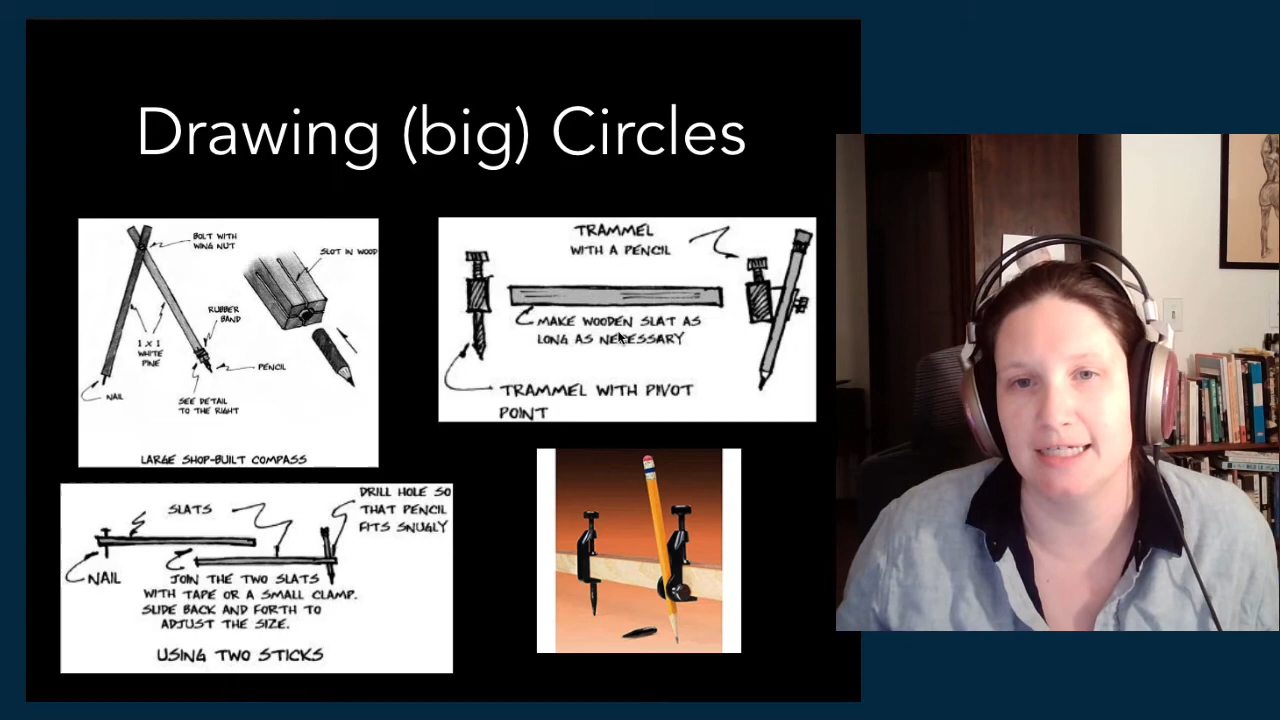 Drawing (big) Circles
BOLT WITH
WING NUT
SLOT IN WOOD
RUBBER
BAND
1 X 1
WHITE
PINE
PENCIL
NAIL
SEE DETAIL
TO THE RIGHT
LARGE SHOP-BUILT COMPASS
TRAMMEL
WITH A PENCIL
MAKE WOODEN SLAT AS
LONG AS NECESSARY
TRAMMEL WITH PIVOT
POINT
SLATS
DRILL HOLE SO
THAT PENCIL
FITS SNUGLY
NAIL
JOIN THE TWO SLATS
WITH TAPE OR A SMALL CLAMP.
SLIDE BACK AND FORTH TO
ADJUST THE SIZE.
USING TWO STICKS